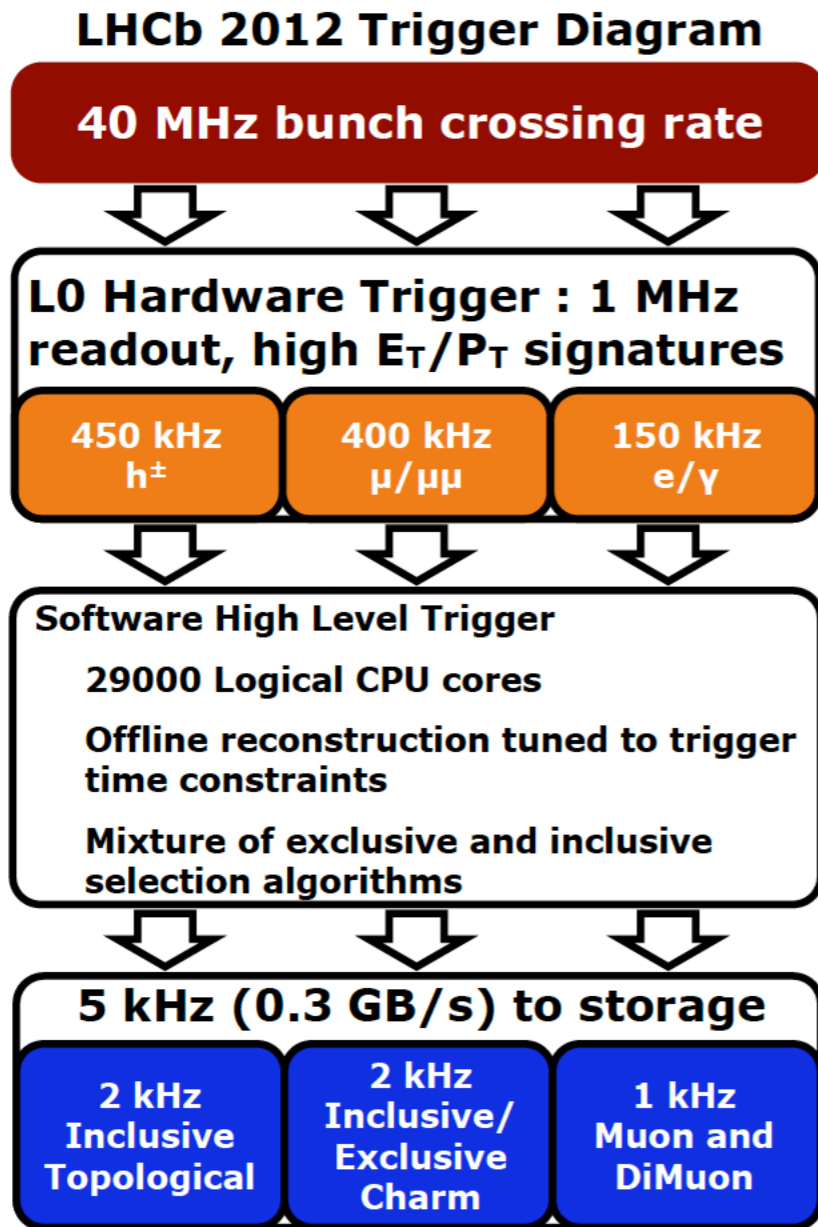 LHCb 2012 Trigger Diagram
40 MHz bunch crossing rate
L0 Hardware Trigger : 1 MHz
readout, high ET/PT signatures
450 kHz
h±
400 kHz
µ/µµ
150 kHz
e/γ
Software High Level Trigger
29000 Logical CPU cores
Offline reconstruction tuned to trigger
time constraints
Mixture of exclusive and inclusive
selection algorithms
5 kHz (0.3 GB/s) to storage
2 kHz
Inclusive
Topological
2 kHz
Inclusive/
Exclusive
Charm
1 kHz
Muon and
DiMuon